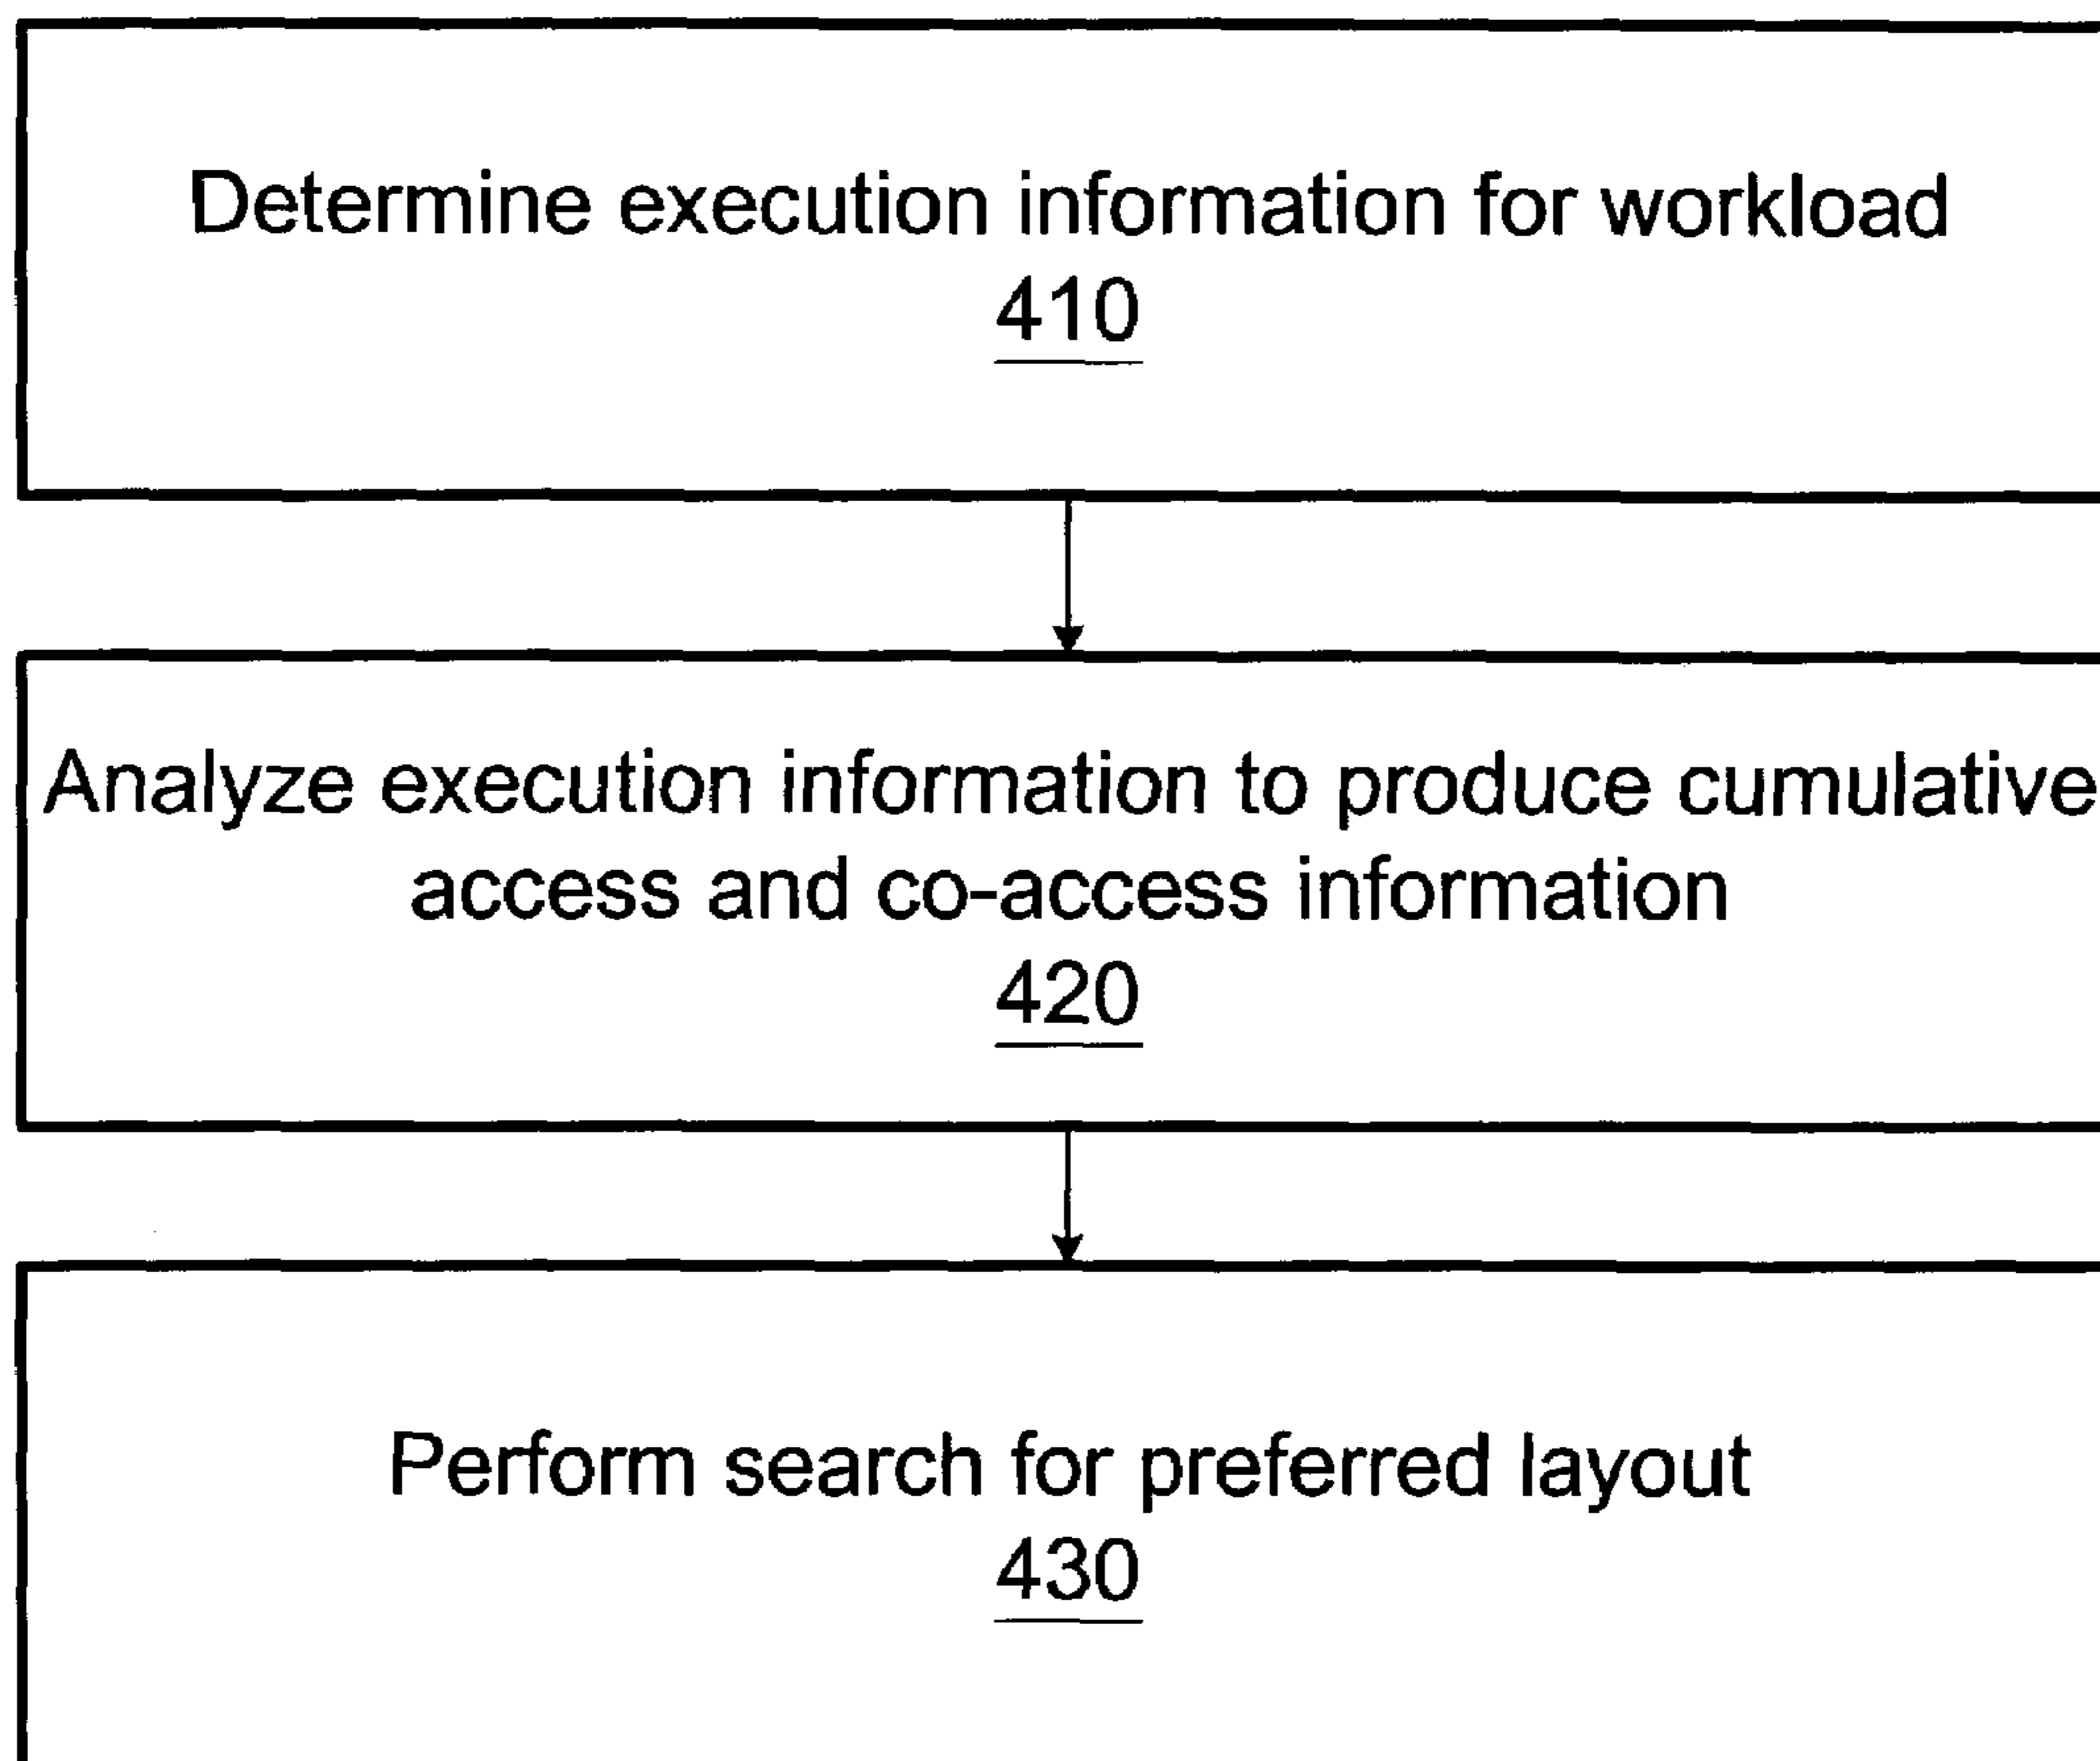 Determine execution information for workload
410
Analyze execution information to produce cumulative
access and co-access information
420
Perform search for preferred layout
430